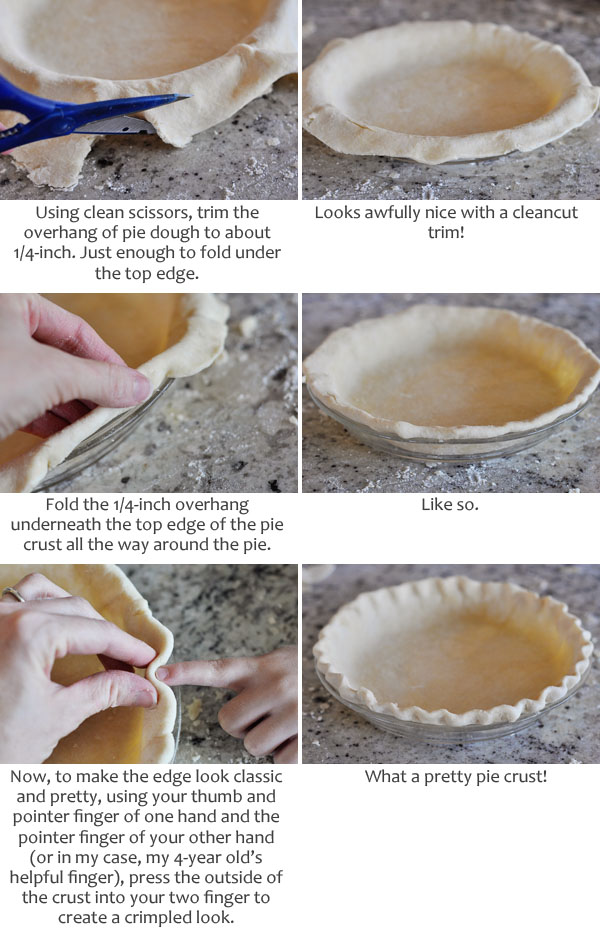 Using clean scissors, trim the
overhang of pie dough to about
1/4-inch. Just enough to fold under
the top edge.
Looks awfully nice with a cleancut
trim!
Fold the 1/4-inch overhang
underneath the top edge of the pie
crust all the way around the pie.
Like so.
Now, to make the edge look classic
and pretty, using your thumb and
pointer finger of one hand and the
pointer finger of your other hand
(or in my case, my 4-year old's
helpful finger), press the outside of
the crust into your two finger to
create a crimpled look.
What a pretty pie crust!